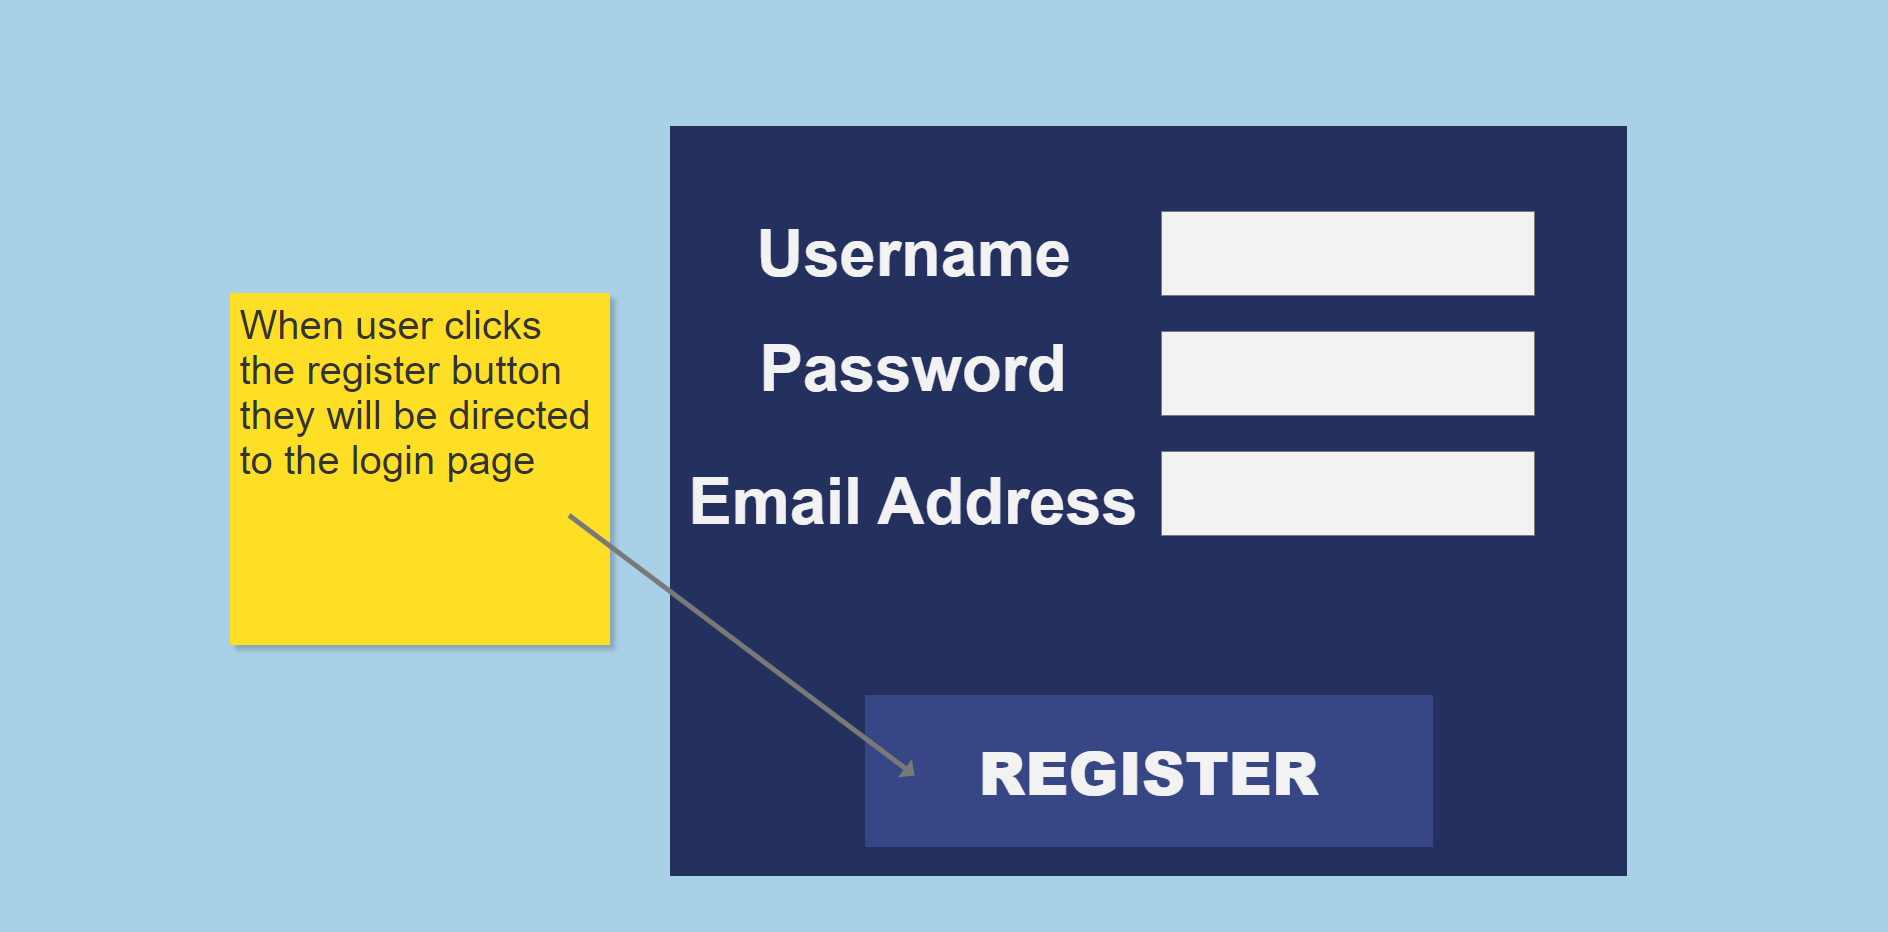 When user clicks
the register button
they will be directed
to the login page
Username
Password
Email Address
REGISTER